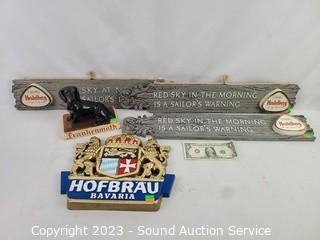 SKY AT N
SAILOR'S D
RED SKY IN THE MORNING
IS A SAILOR'S WARNING
Heidelberg
Heidelberg
RED SKY IN THE MORNING
IS A SAILOR'S WARNING
Heidelberg
Frankenmuth
HOFBRÄU
BAVARIA
Copyright 2023 - Sound Auction Service